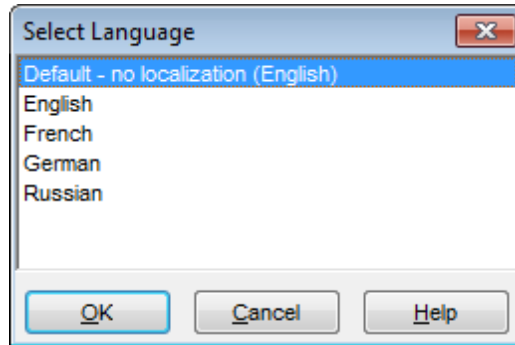 Select Language
Default - no localization (English)
English
French
German
Russian
OK
Cancel
Help